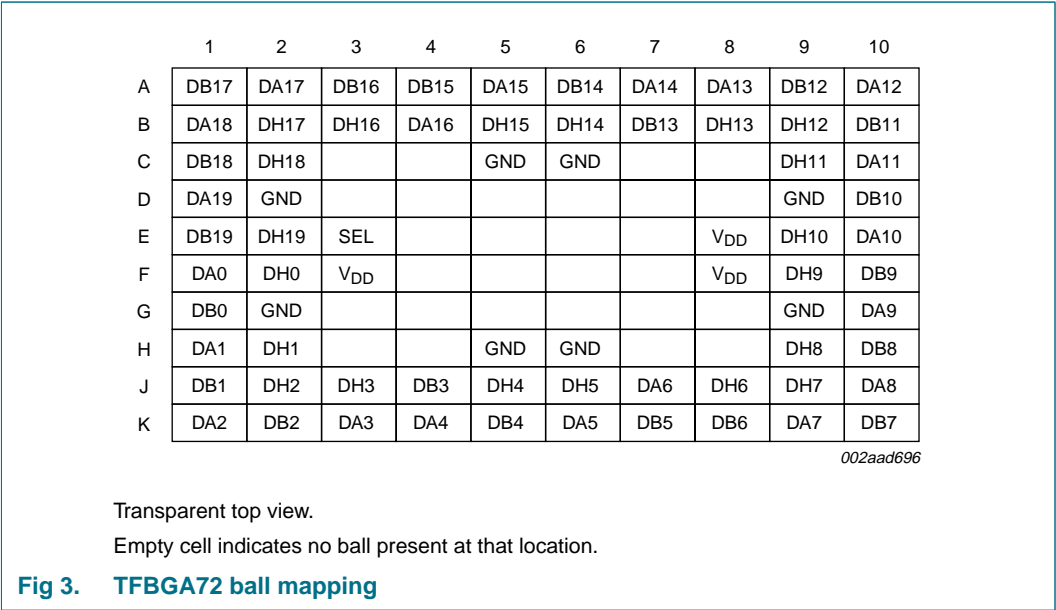 1 2 3 4 5 6 7 8 9 10
A DB17 DA17 DB16 DB15 DA15 DB14 DA14 DA13 DB12 DA12
B DA18 DH17 DH16 DA16 DH15 DH14 DB13 DH13 DH12 DB11
C DB18 DH18 GND GND DH11 DA11
D DA19 GND GND DB10
E DB19 DH19 SEL VDD DH10 DA10
F DA0 DH0 VDD VDD DH9 DB9
G DB0 GND GND DA9
H DA1 DH1 GND GND DH8 DB8
J DB1 DH2 DH3 DB3 DH4 DH5 DA6 DH6 DH7 DA8
K DA2 DB2 DA3 DA4 DB4 DA5 DB5 DB6 DA7 DB7
002aad696
Transparent top view.
Empty cell indicates no ball present at that location.
Fig 3. TFBGA72 ball mapping